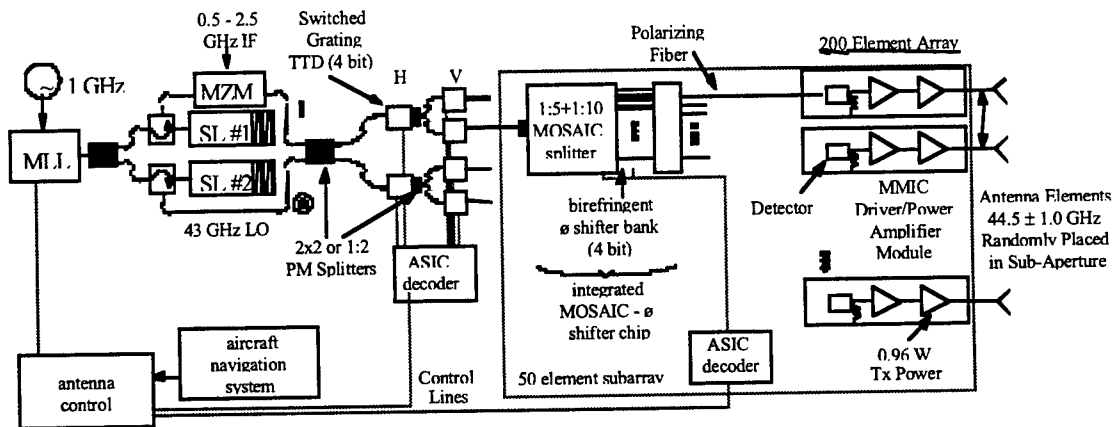 0.5 - 2.5
GHz IF
Switched
Grating
TTD (4 bit)
Polarizing
Fiber
200 Element Array
1 GHz
MZM
H
V
MLL
SL #1
SL #2
1:5+1:10
MOSAIC
splitter
43 GHz LO
2x2 or 1:2
PM Splitters
ASIC
decoder
birefringent
ø shifter bank
(4 bit)
integrated
MOSAIC - ø
shifter chip
Detector
MMIC
Driver/Power
Amplifier
Module
Antenna Elements
44.5 ± 1.0 GHz
Randomly Placed
in Sub-Aperture
0.96 W
Tx Power
aircraft
navigation
system
antenna
control
Control
Lines
50 element subarray
ASIC
decoder